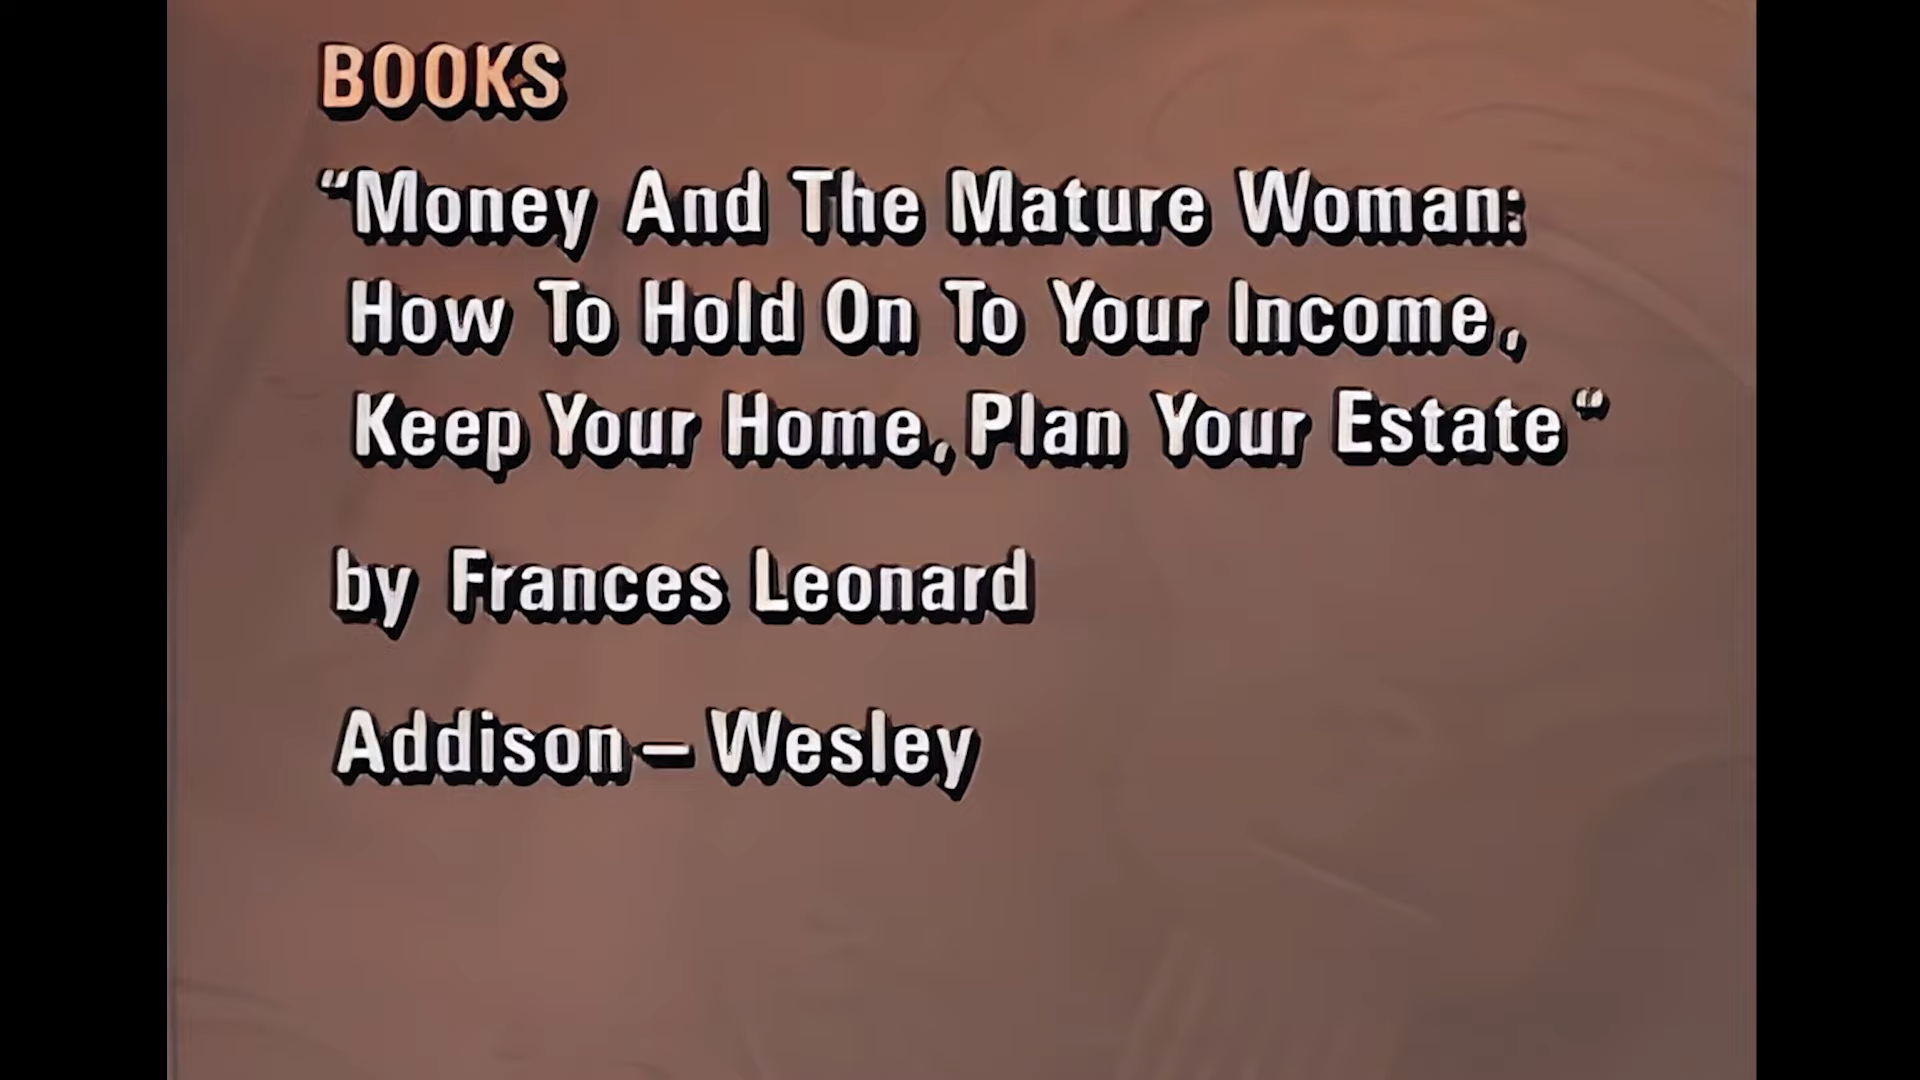 BOOKS
“Money And The Mature Woman:
How To Hold On To Your Income,
Keep Your Home, Plan Your Estate“
by Frances Leonard
Addison–Wesley